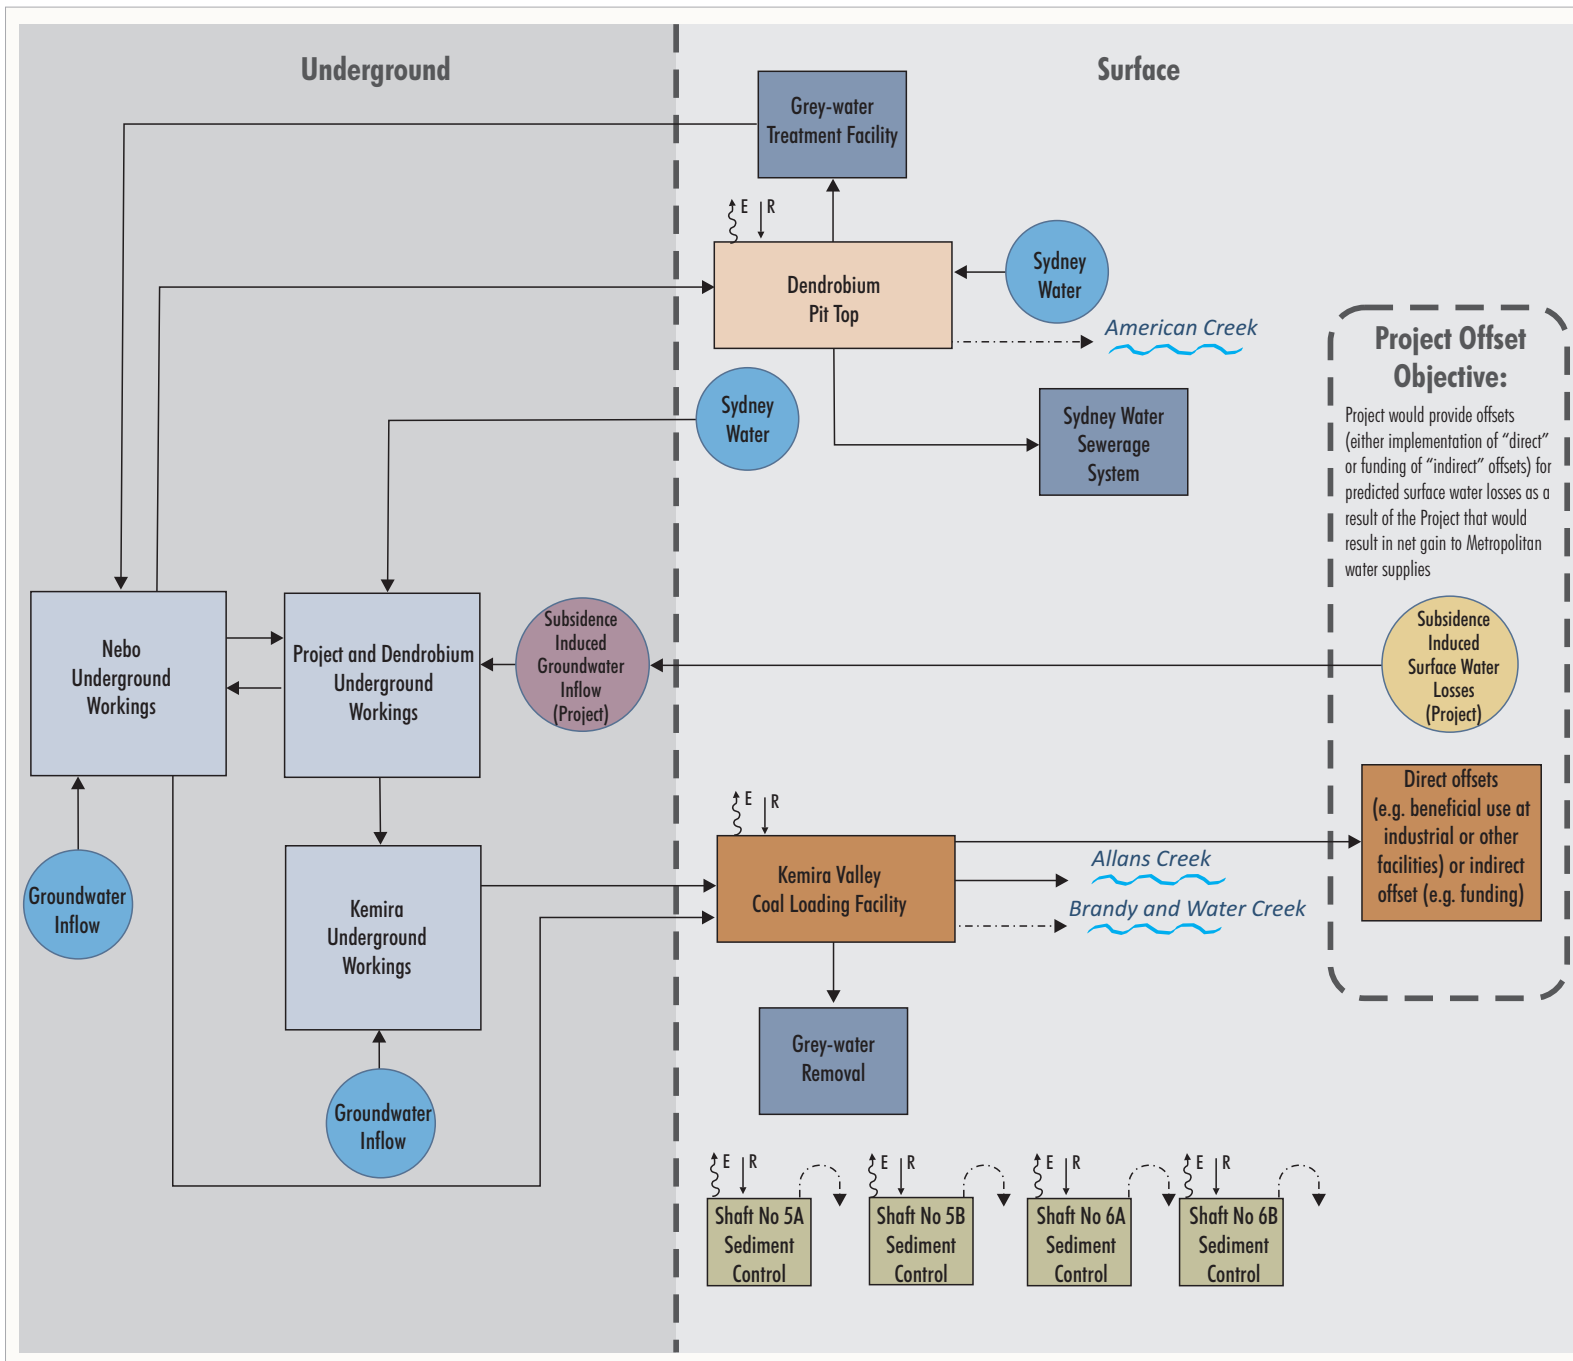 Underground
Surface
Grey-water
Treatment Facility
E
R
Dendrobium
Pit Top
Sydney
Water
American Creek
Sydney
Water
Sydney Water
Sewerage
System
Project Offset
Objective:
Project would provide offsets
(either implementation of “direct”
or funding of “indirect” offsets) for
predicted surface water losses as a
result of the Project that would
result in net gain to Metropolitan
water supplies
Nebo
Underground
Workings
Project and Dendrobium
Underground
Workings
Subsidence
Induced
Groundwater
Inflow
(Project)
Subsidence
Induced
Surface Water
Losses
(Project)
Direct offsets
(e.g. beneficial use at
industrial or other
facilities) or indirect
offset (e.g. funding)
E
R
Kemira Valley
Coal Loading Facility
Allans Creek
Brandy and Water Creek
Groundwater
Inflow
Kemira
Underground
Workings
Grey-water
Removal
Groundwater
Inflow
E
R
Shaft No 5A
Sediment
Control
E
R
Shaft No 5B
Sediment
Control
E
R
Shaft No 6A
Sediment
Control
E
R
Shaft No 6B
Sediment
Control